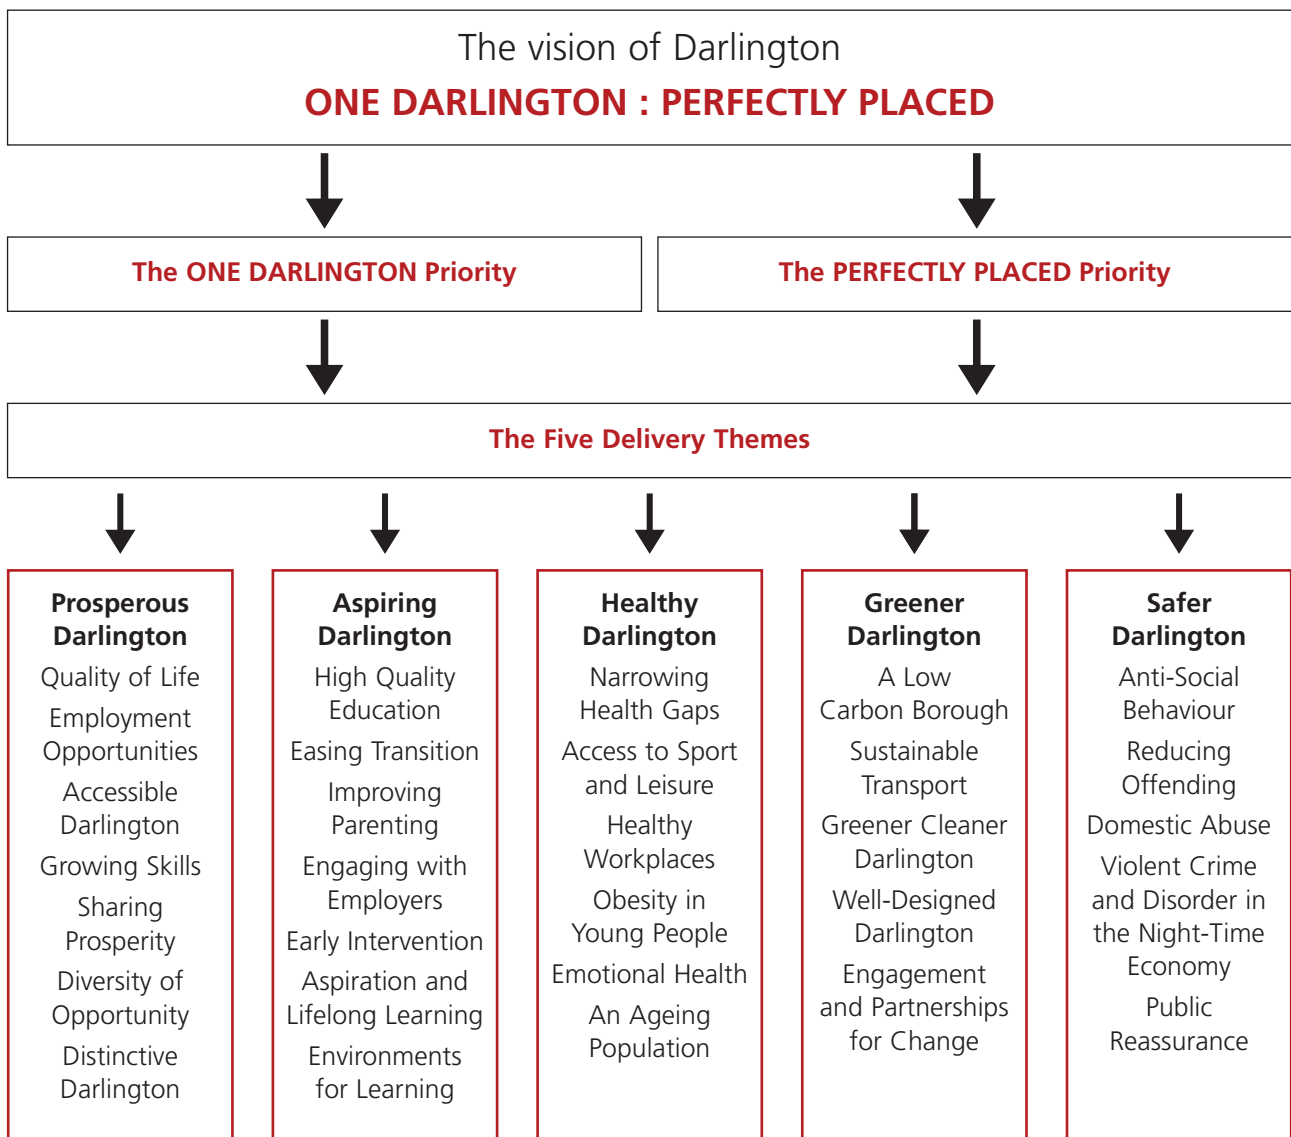 The vision of Darlington
ONE DARLINGTON : PERFECTLY PLACED
The ONE DARLINGTON Priority
The PERFECTLY PLACED Priority
The Five Delivery Themes
Prosperous
Darlington
Quality of Life
Employment
Opportunities
Accessible
Darlington
Growing Skills
Sharing
Prosperity
Diversity of
Opportunity
Distinctive
Darlington
Aspiring
Darlington
High Quality
Education
Easing Transition
Improving
Parenting
Engaging with
Employers
Early Intervention
Aspiration and
Lifelong Learning
Environments
for Learning
Healthy
Darlington
Narrowing
Health Gaps
Access to Sport
and Leisure
Healthy
Workplaces
Obesity in
Young People
Emotional Health
An Ageing
Population
Greener
Darlington
A Low
Carbon Borough
Sustainable
Transport
Greener Cleaner
Darlington
Well-Designed
Darlington
Engagement
and Partnerships
for Change
Safer
Darlington
Anti-Social
Behaviour
Reducing
Offending
Domestic Abuse
Violent Crime
and Disorder in
the Night-Time
Economy
Public
Reassurance